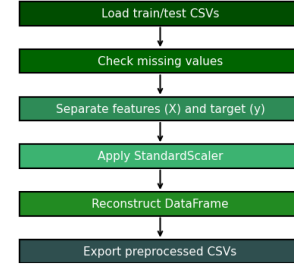 Load train/test CSVs
Check missing values
Separate features (X) and target (y)
Apply StandardScaler
Reconstruct DataFrame
Export preprocessed CSVs